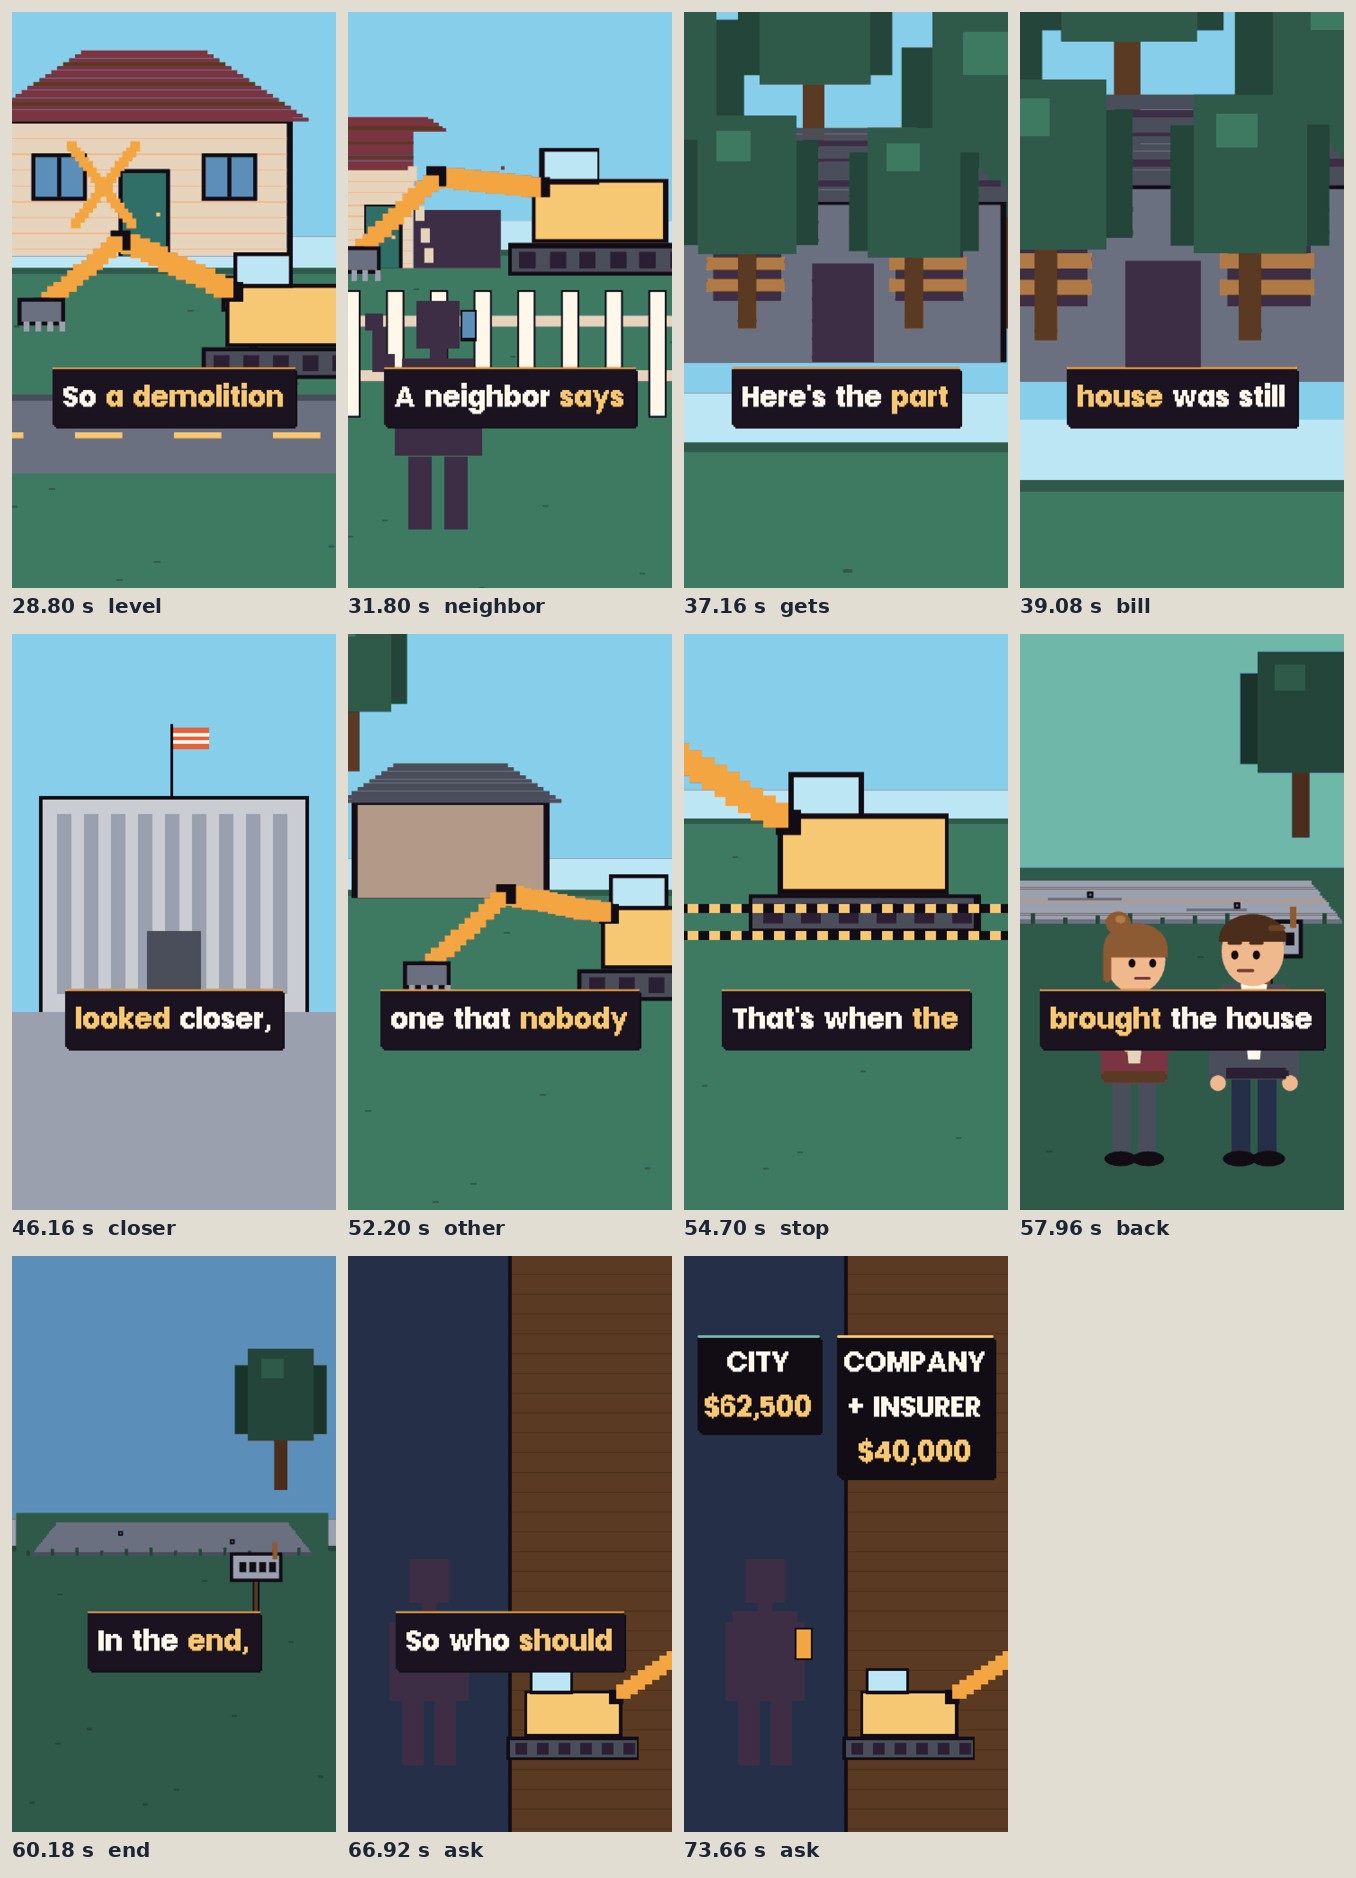 So a demolition
A neighbor says
Here's the part
house was still
28.80 s level
31.80 s neighbor
37.16 s gets
39.08 s bill
looked closer,
one that nobody
That's when the
brought the house
46.16 s closer
52.20 s other
54.70 s stop
57.96 s back
In the end,
So who should
CITY
$62,500
COMPANY
+ INSURER
$40,000
60.18 s end
66.92 s ask
73.66 s ask